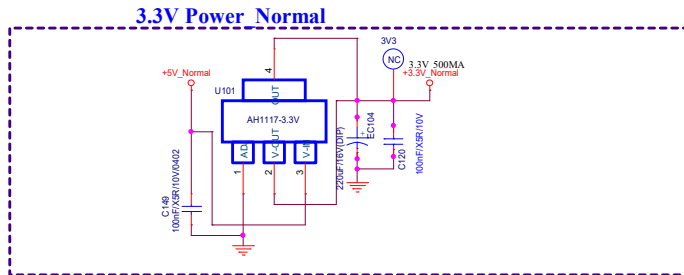 3.3V Power_Normal
3V3
NC
3.3V 500MA
+5V_Normal
+3.3V_Normal
4
U101
OUT
AH1117-3.3V
EC104
220uF/16V(DIP)
+
C120
100nF/X5R/10V
ADJ
V-OUT
V-IN
1
2
3
C149
100nF/X5R/10V/0402